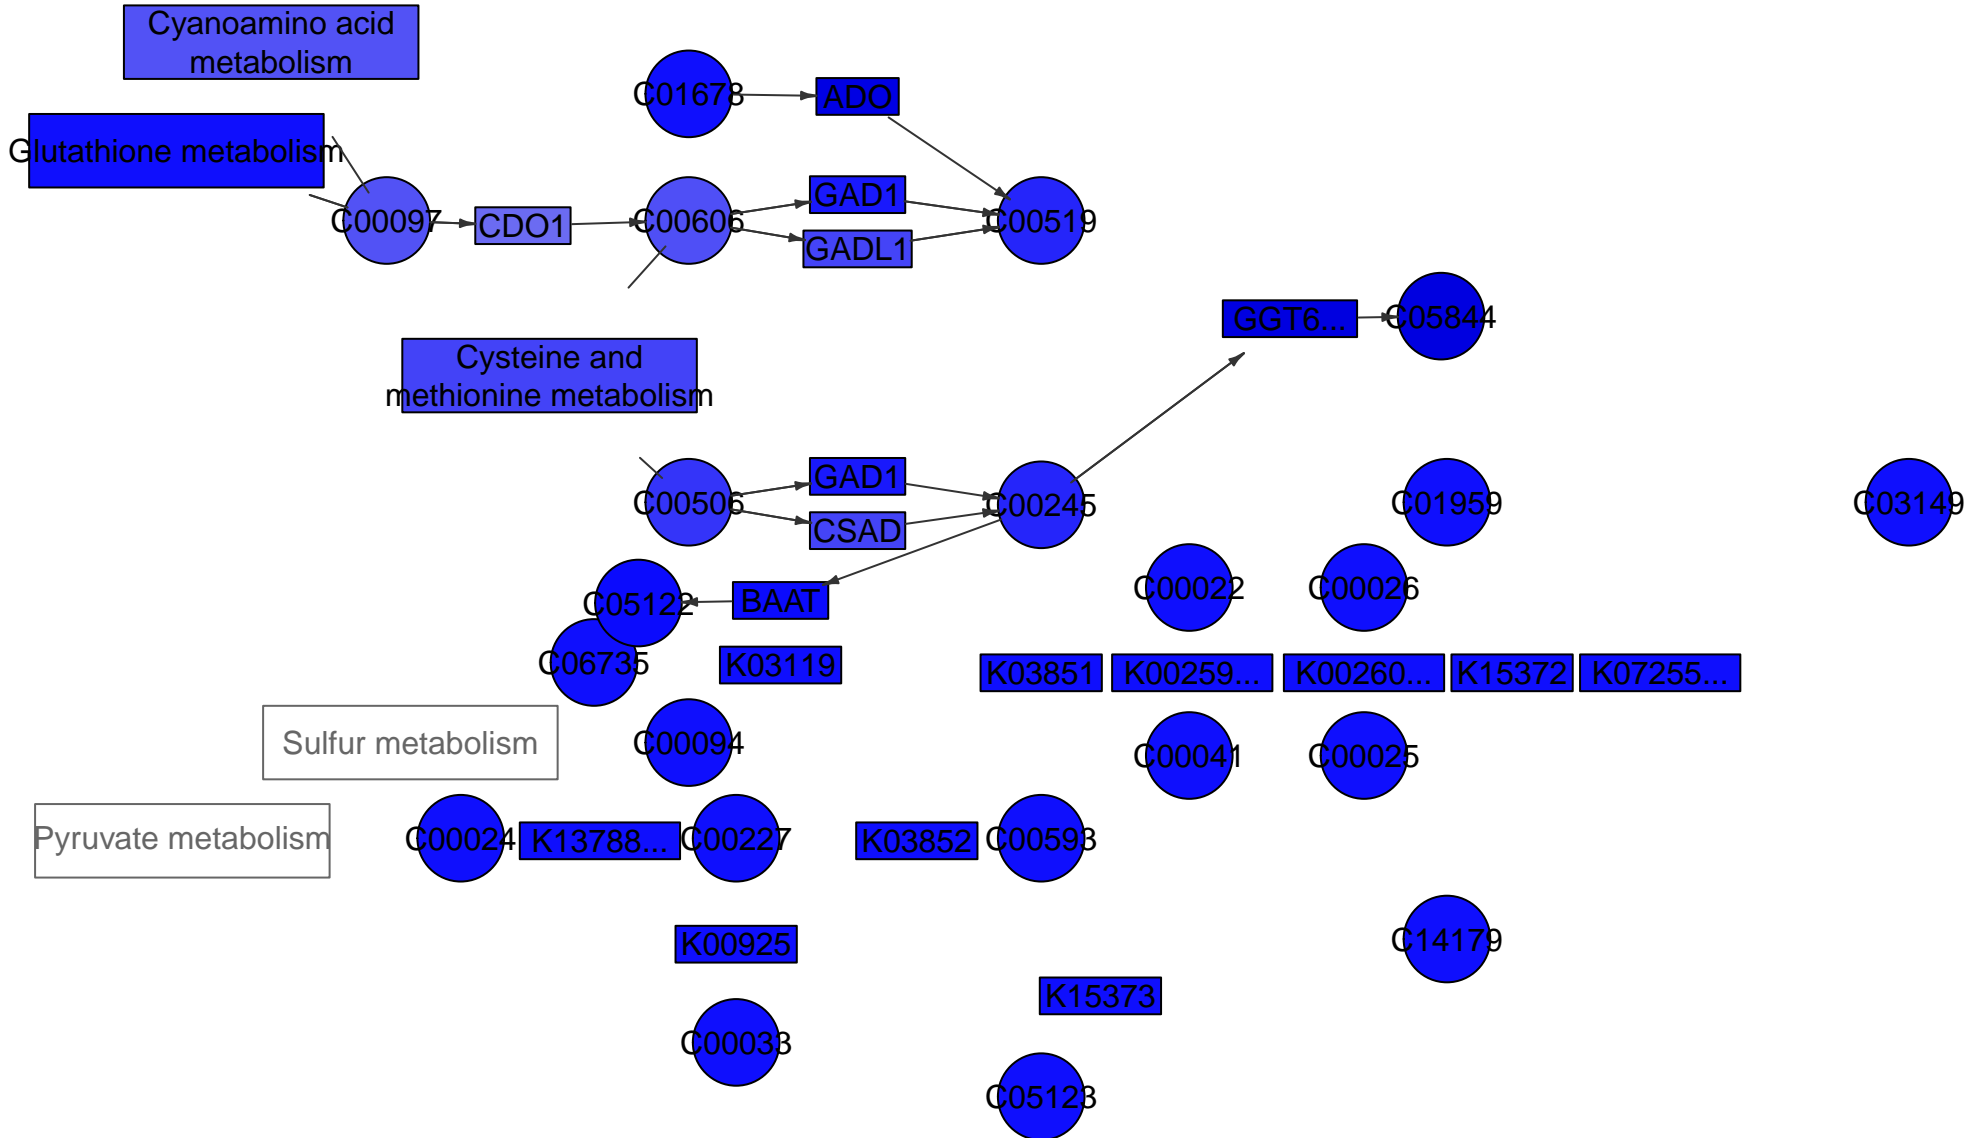 Cyanoamino acid
metabolism
C01678
ADO
Glutathione metabolism
C00097
CDO1
C00606
GAD1
GADL1
C00519
GGT6...
C05844
Cysteine and
methionine metabolism
C00506
GAD1
CSAD
C00245
C01959
C03149
C05122
BAAT
C00022
C00026
C06735
K03119
K03851
K00259...
K00260...
K15372
K07255...
Sulfur metabolism
C00094
C00041
C00025
Pyruvate metabolism
C00024
K13788...
C00227
K03852
C00593
K00925
C14179
K15373
C00033
C05123